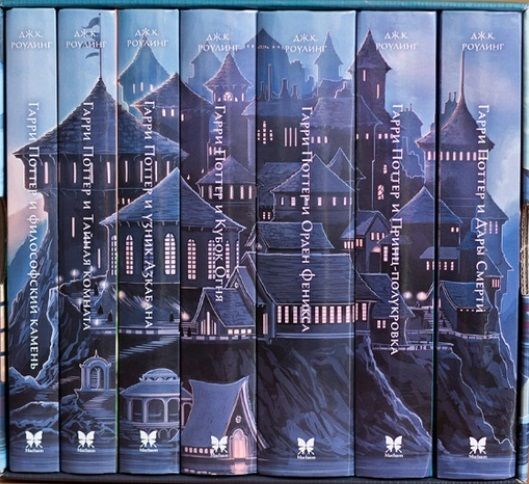 ДЖ.К.
РОУЛИНГ
Гарри Поттер и философский камень
Machaon
ДЖ.К.
РОУЛИНГ
Гарри Поттер и Тайная комната
Machaon
ДЖ.К.
РОУЛИНГ
Гарри Поттер и узник Азкабана
Machaon
ДЖ.К.
РОУЛИНГ
Гарри Поттер и Кубок Огня
Machaon
ДЖ.К.
РОУЛИНГ
Гарри Поттер и Орден Феникса
Machaon
ДЖ.К.
РОУЛИНГ
Гарри Поттер и Принц-полукровка
Machaon
ДЖ.К.
РОУЛИНГ
Гарри Поттер и Дары Смерти
Machaon